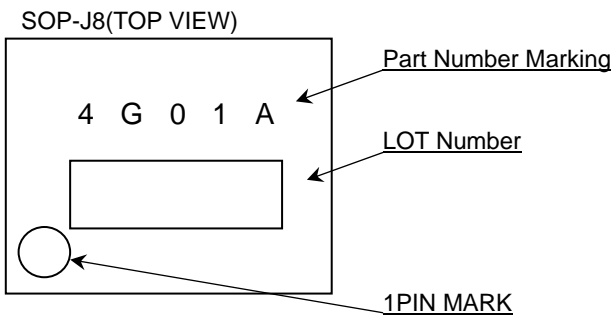 SOP-J8(TOP VIEW)
Part Number Marking
4 G 0 1 A
LOT Number
1PIN MARK